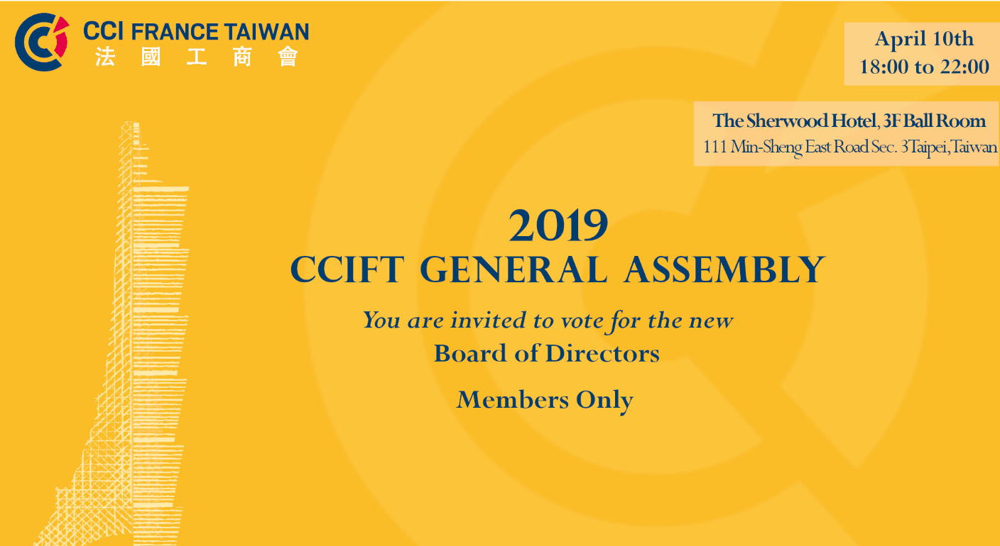 CCI FRANCE TAIWAN
法國工商會
April 10th
18:00 to 22:00
The Sherwood Hotel, 3F Ball Room
111 Min-Sheng East Road Sec. 3Taipei,Taiwan
2019
CCIFT GENERAL ASSEMBLY
You are invited to vote for the new
Board of Directors
Members Only